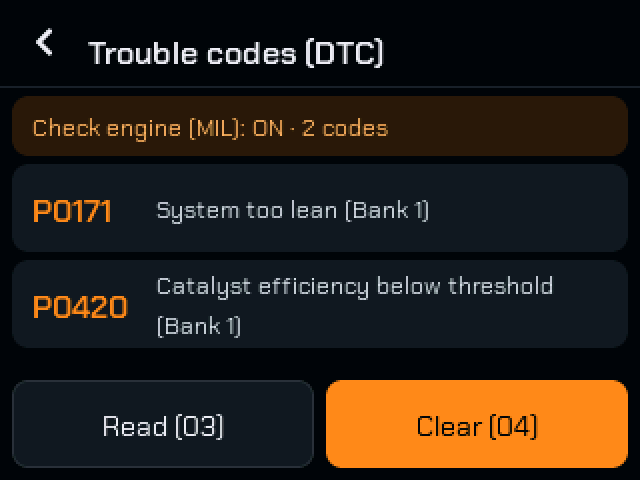 Trouble codes (DTC)
Check engine (MIL): ON · 2 codes
P0171
System too lean (Bank 1)
P0420
Catalyst efficiency below threshold
(Bank 1)
Read (03)
Clear (04)